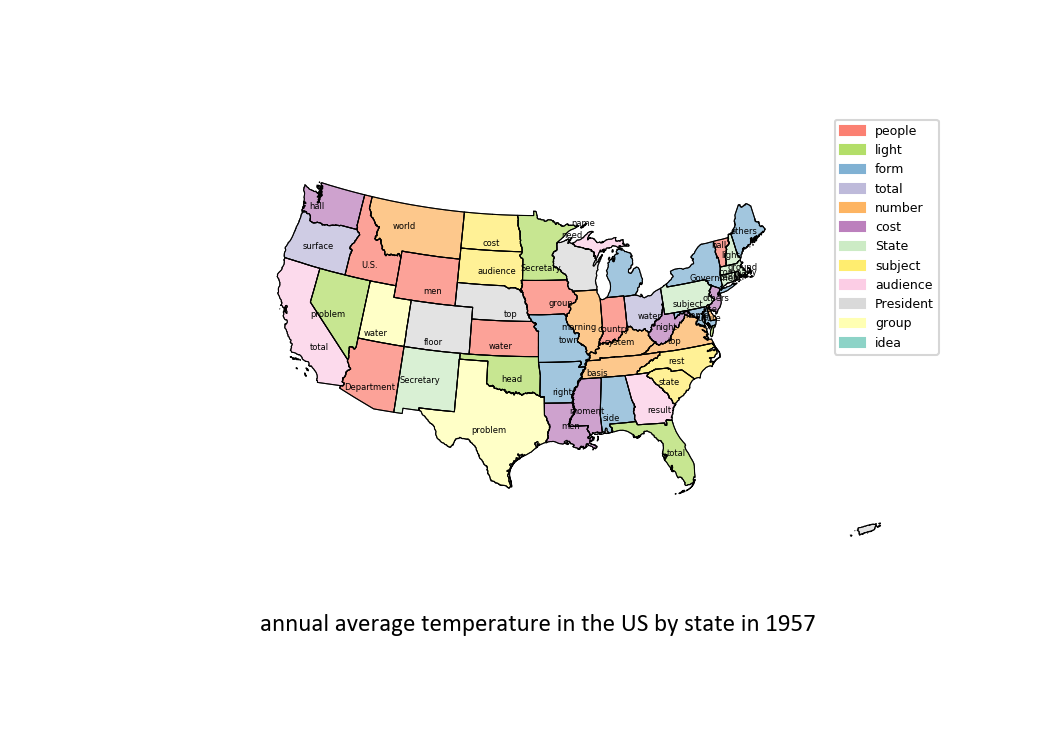 people
light
form
total
number
cost
State
subject
audience
President
group
idea
hall
name
world
need
others
surface
cost
U.S.
audience
Secretary
light
men
Government
group
subject
others
problem
top
water
morning
night
country
water
floor
water
town
system
top
total
rest
Department
Secretary
head
basis
state
right
moment
result
problem
men
side
total
annual average temperature in the US by state in 1957